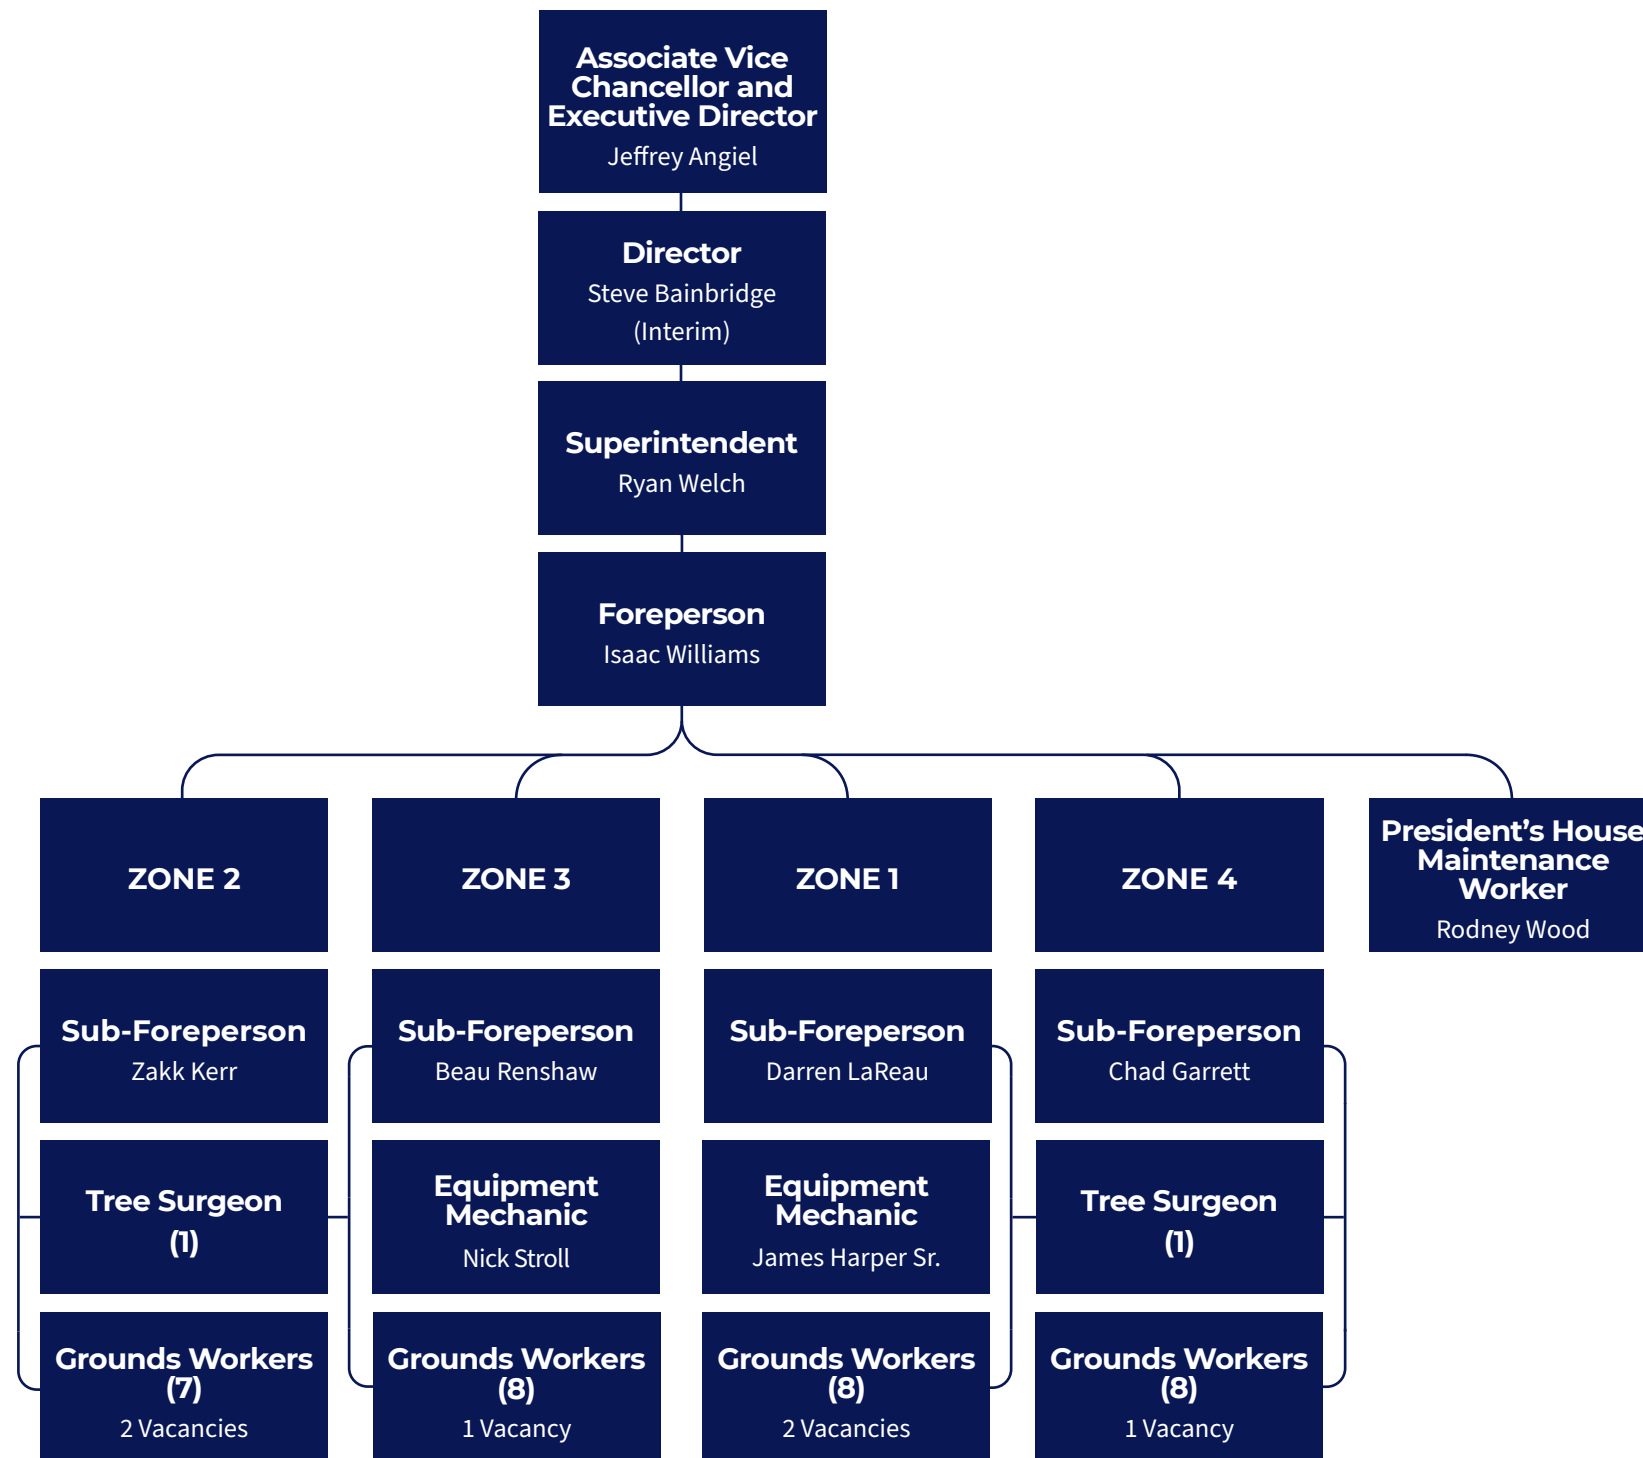 Associate Vice
Chancellor and
Executive Director
Jeffrey Angiel
Director
Steve Bainbridge
(Interim)
Superintendent
Ryan Welch
Foreperson
Isaac Williams
ZONE 2
ZONE 3
ZONE 1
ZONE 4
President’s House
Maintenance
Worker
Rodney Wood
Sub-Foreperson
Zakk Kerr
Sub-Foreperson
Beau Renshaw
Sub-Foreperson
Darren LaReau
Sub-Foreperson
Chad Garrett
Tree Surgeon
(1)
Equipment
Mechanic
Nick Stroll
Equipment
Mechanic
James Harper Sr.
Tree Surgeon
(1)
Grounds Workers
(7)
2 Vacancies
Grounds Workers
(8)
1 Vacancy
Grounds Workers
(8)
2 Vacancies
Grounds Workers
(8)
1 Vacancy